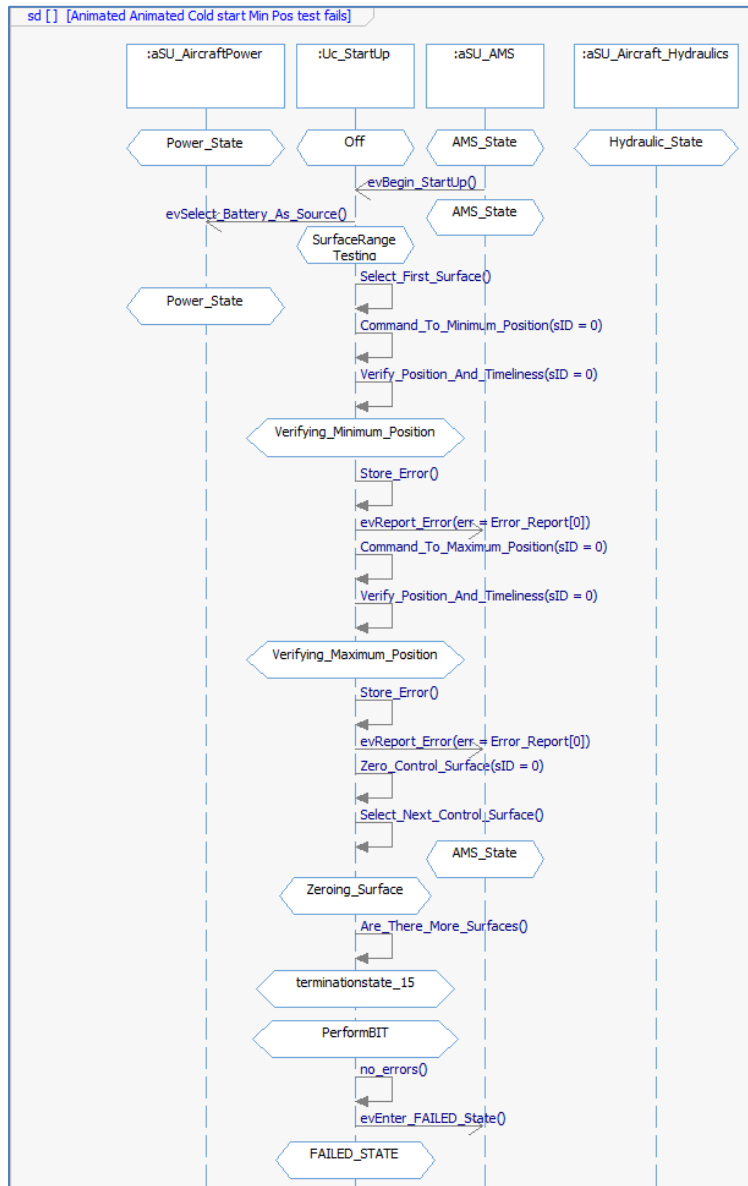 sd [ ] [Animated Animated Cold start Min Pos test fails]
:aSU_AircraftPower :Uc_StartUp :aSU_AMS :aSU_Aircraft_Hydraulics
Power_State Off AMS_State Hydraulic_State
evBegin_StartUp()
evSelect_Battery_As_Source() AMS_State
SurfaceRange
Testing
Select_First_Surface()
Power_State
Command_To_Minimum_Position(sID = 0)
Verify_Position_And_Timeliness(sID = 0)
Verifying_Minimum_Position
Store_Error()
evReport_Error(err = Error_Report[0])
Command_To_Maximum_Position(sID = 0)
Verify_Position_And_Timeliness(sID = 0)
Verifying_Maximum_Position
Store_Error()
evReport_Error(err = Error_Report[0])
Zero_Control_Surface(sID = 0)
Select_Next_Control_Surface()
AMS_State
Zeroing_Surface
Are_There_More_Surfaces()
terminationstate_15
PerformBIT
no_errors()
evEnter_FAILED_State()
FAILED_STATE